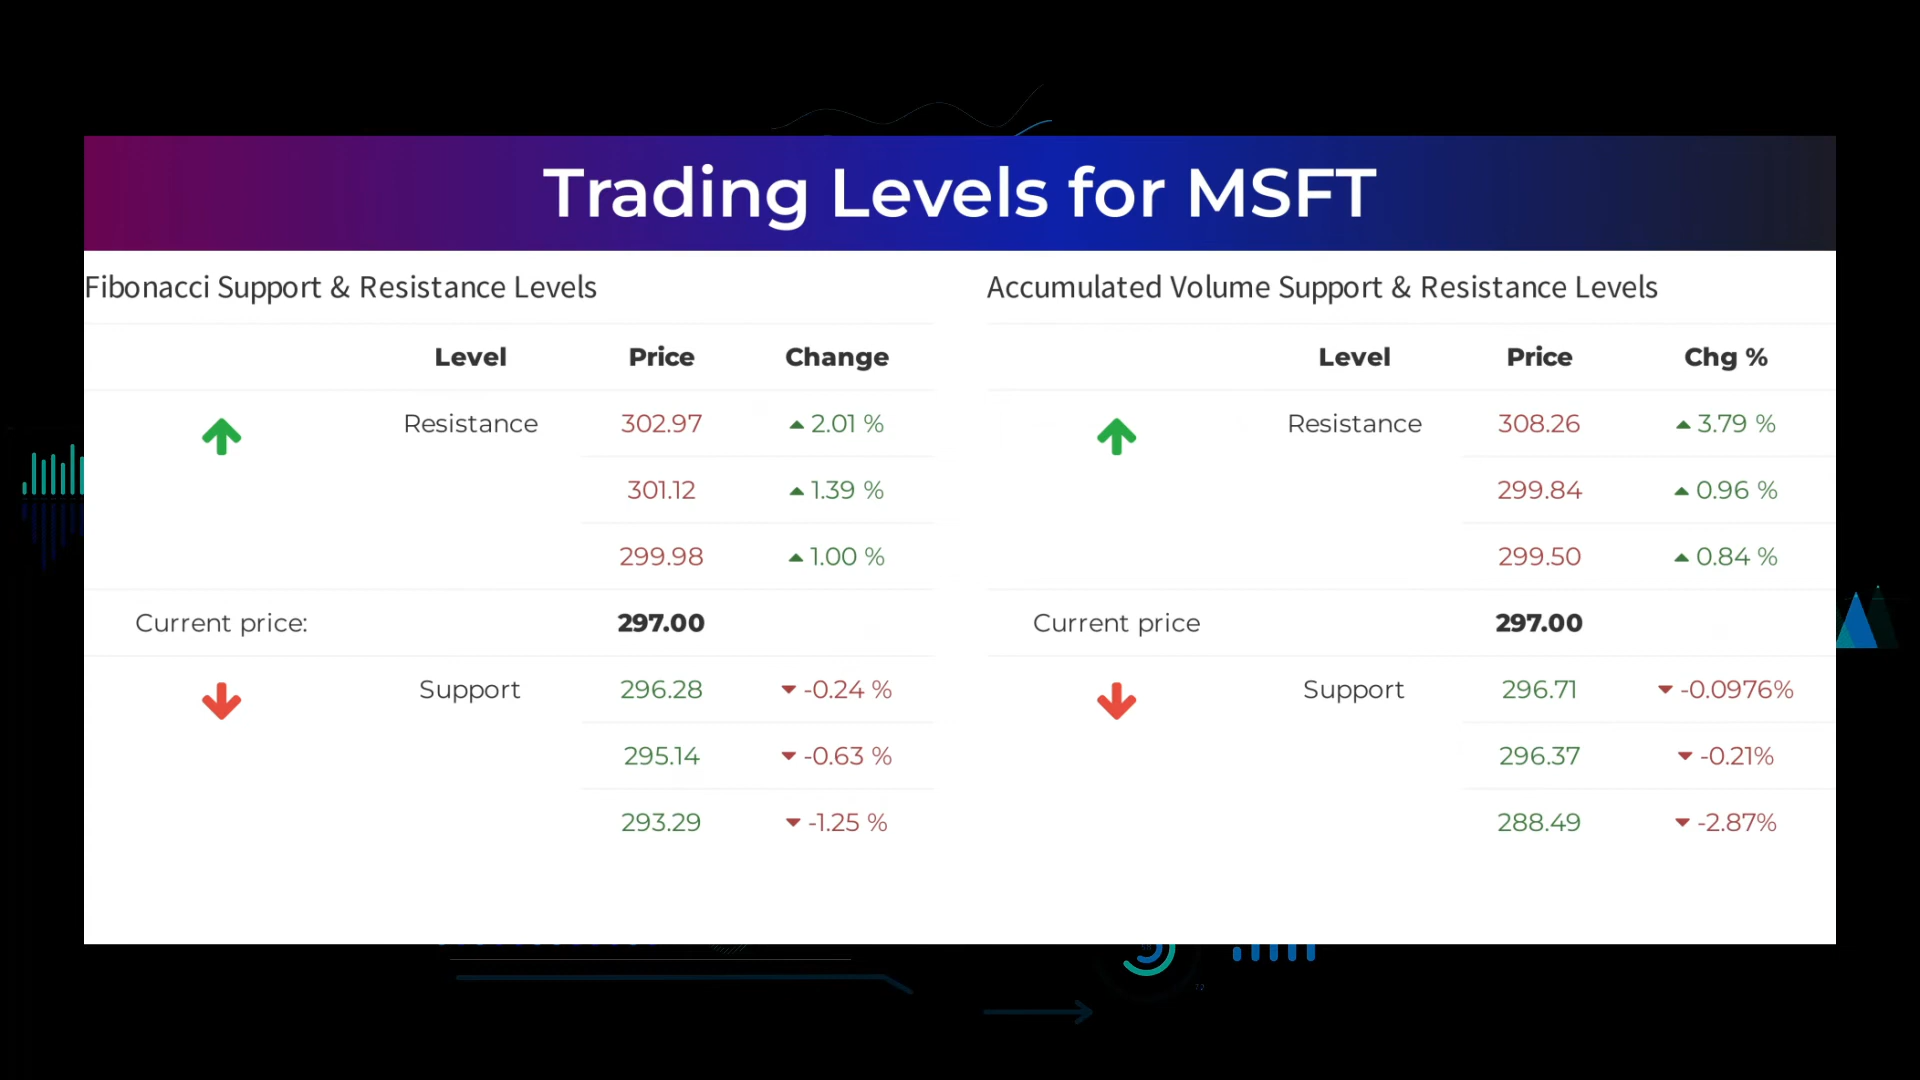 Trading Levels for MSFT
Fibonacci Support & Resistance Levels
Level Price Change
Resistance 302.97 2.01 %
301.12 1.39 %
299.98 1.00 %
Current price: 297.00
Support 296.28 -0.24 %
295.14 -0.63 %
293.29 -1.25 %
Accumulated Volume Support & Resistance Levels
Level Price Chg %
Resistance 308.26 3.79 %
299.84 0.96 %
299.50 0.84 %
Current price 297.00
Support 296.71 -0.0976%
296.37 -0.21%
288.49 -2.87%